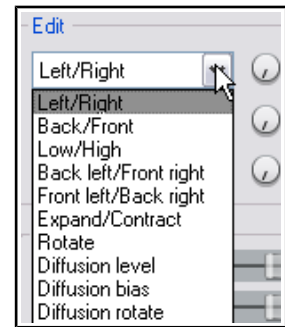 Edit
Left/Right
Left/Right
Back/Front
Low/High
Back left/Front right
Front left/Back right
Expand/Contract
Rotate
Diffusion level
Diffusion bias
Diffusion rotate